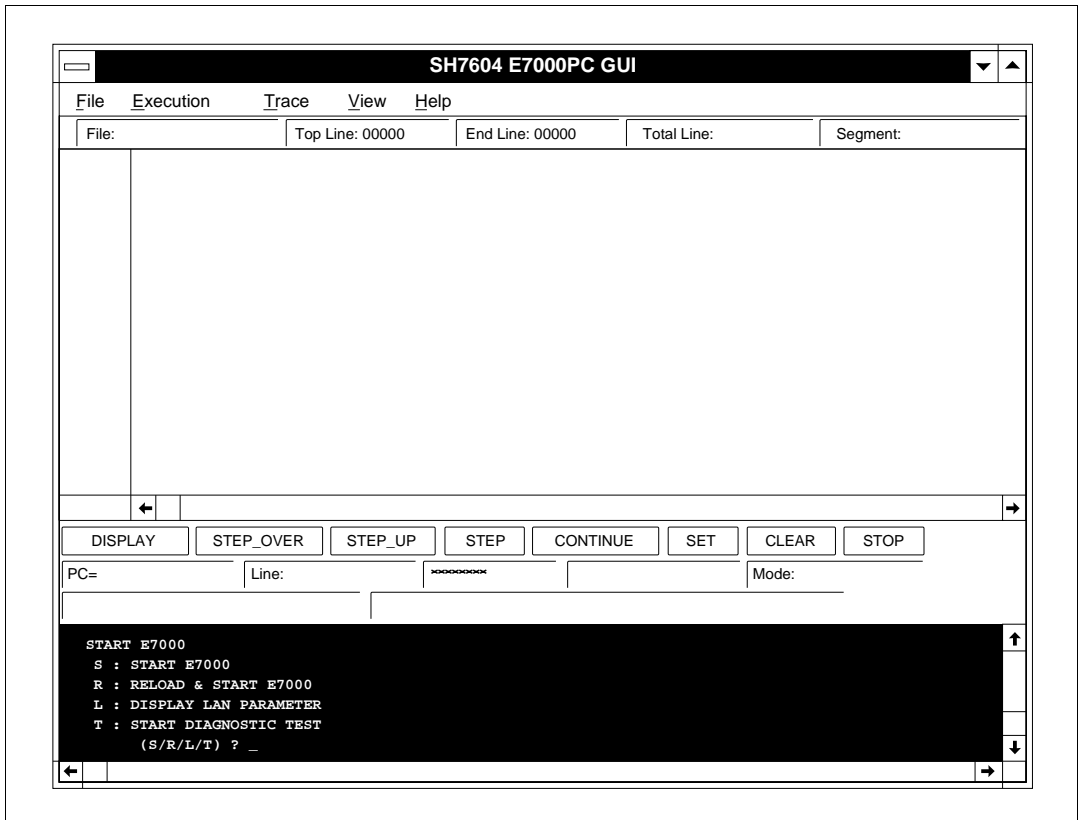 SH7604 E7000PC GUI
File Execution Trace View Help
File: Top Line: 00000 End Line: 00000 Total Line: Segment:
DISPLAY STEP_OVER STEP_UP STEP CONTINUE SET CLEAR STOP
PC= Line: ********* Mode:
START E7000
S : START E7000
R : RELOAD & START E7000
L : DISPLAY LAN PARAMETER
T : START DIAGNOSTIC TEST
(S/R/L/T) ? _